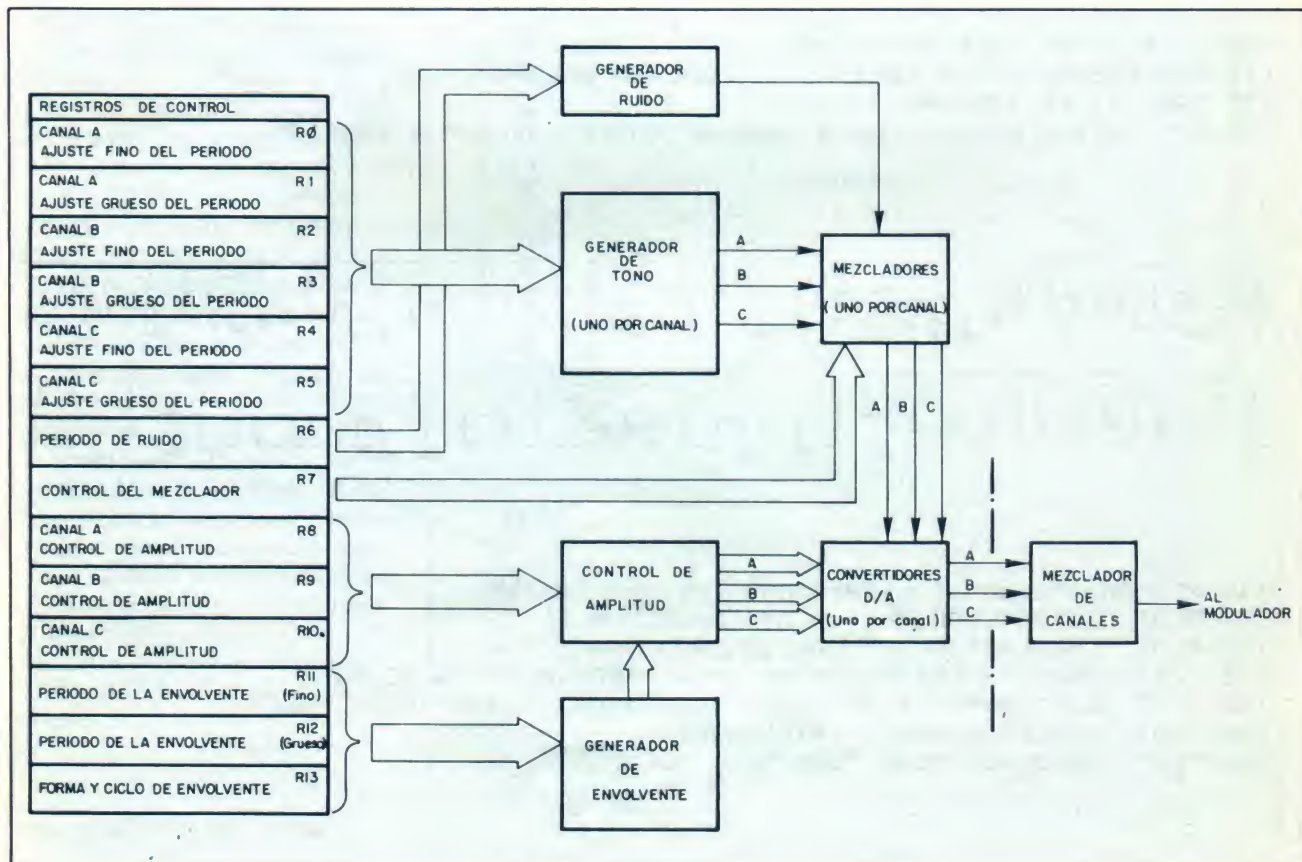 REGISTROS DE CONTROL
CANAL A RØ
AJUSTE FINO DEL PERIODO
CANAL A R1
AJUSTE GRUESO DEL PERIODO
CANAL B R2
AJUSTE FINO DEL PERIODO
CANAL B R3
AJUSTE GRUESO DEL PERIODO
CANAL C R4
AJUSTE FINO DEL PERIODO
CANAL C R5
AJUSTE GRUESO DEL PERIODO
PERIODO DE RUIDO R6
CONTROL DEL MEZCLADOR R7
CANAL A R8
CONTROL DE AMPLITUD
CANAL B R9
CONTROL DE AMPLITUD
CANAL C R10
CONTROL DE AMPLITUD
R11
PERIODO DE LA ENVOLVENTE (Fino)
R12
PERIODO DE LA ENVOLVENTE (Grueso)
R13
FORMA Y CICLO DE ENVOLVENTE
GENERADOR
DE
RUIDO
GENERADOR
DE
TONO
(UNO POR CANAL)
A
B
C
MEZCLADORES
(UNO POR CANAL)
A B C
CONTROL DE
AMPLITUD
A
B
C
CONVERTIDORES
D/A
(Uno por canal)
A
B
C
MEZCLADOR
DE
CANALES
AL
MODULADOR
GENERADOR
DE
ENVOLVENTE